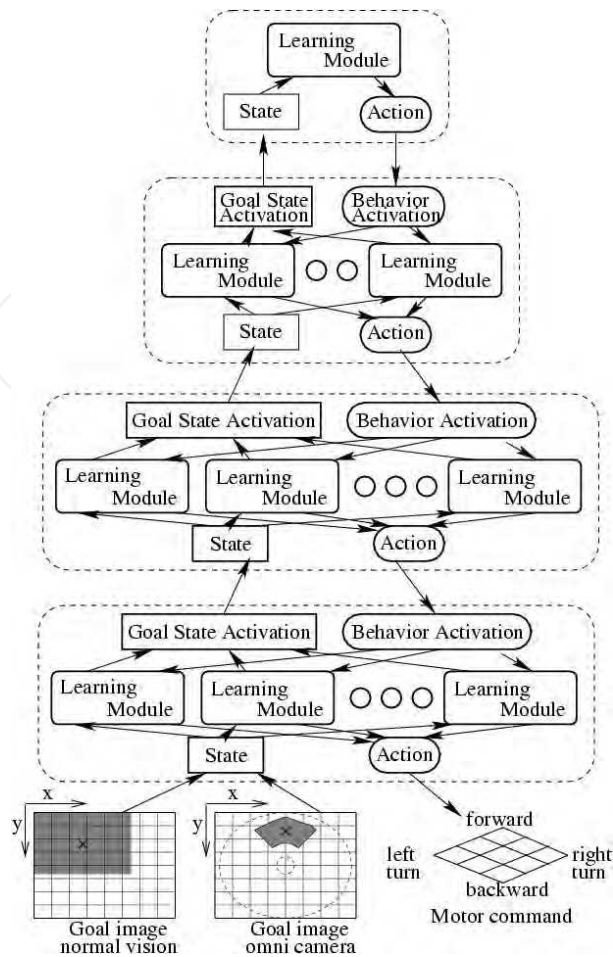 Learning
Module
State
Action
Goal State
Activation
Behavior
Activation
Learning
Module
Learning
Module
State
Action
Goal State Activation
Behavior Activation
Learning
Module
Learning
Module
Learning
Module
State
Action
Goal State Activation
Behavior Activation
Learning
Module
Learning
Module
Learning
Module
State
Action
x
y
x
y
forward
left
turn
right
turn
backward
Motor command
Goal image
normal vision
Goal image
omni camera